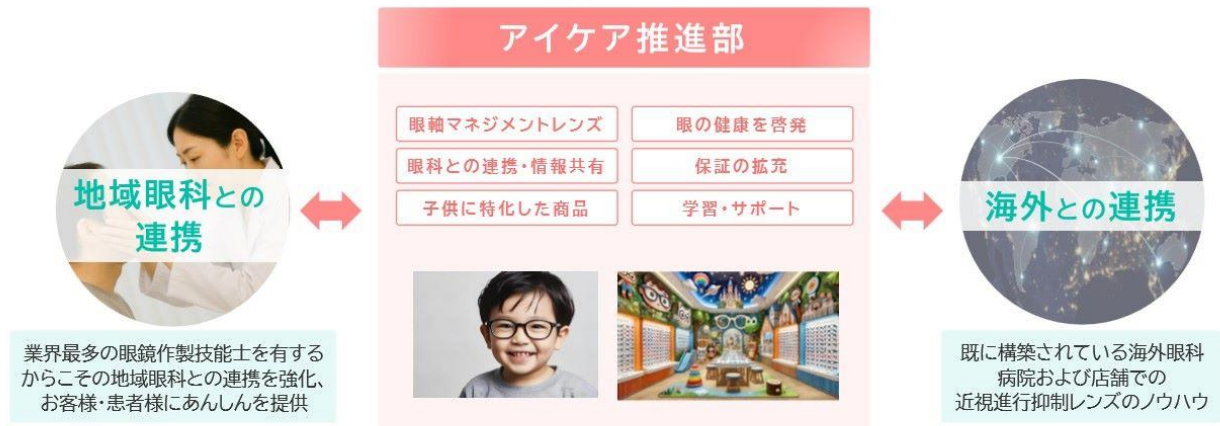 アイケア推進部
眼軸マネジメントレンズ
眼の健康を啓発
眼科との連携・情報共有
保証の拡充
子供に特化した商品
学習・サポート
地域眼科との
連携
業界最多の眼鏡作製技能士を有する
からこその地域眼科との連携を強化、
お客様・患者様にあんしんを提供
海外との連携
既に構築されている海外眼科
病院および店舗での
近視進行抑制レンズのノウハウ